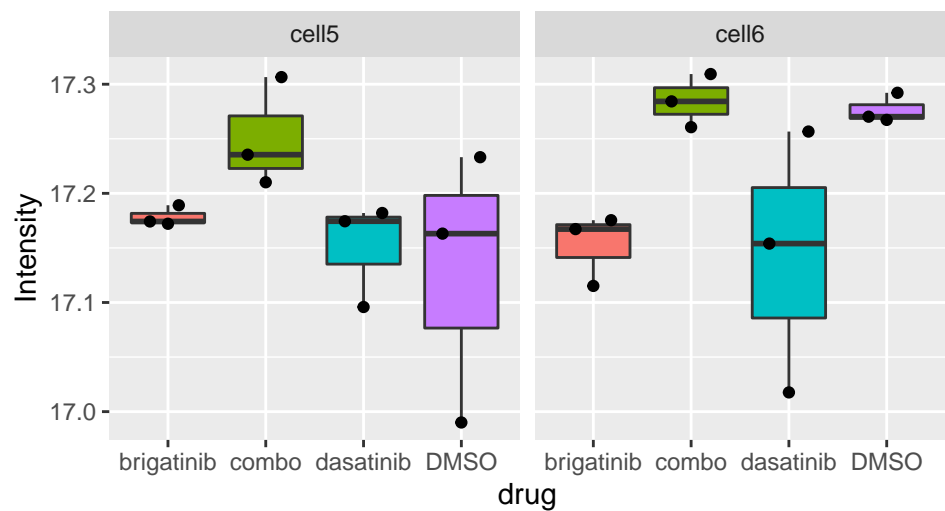 cell5 cell6
Intensity
17.3
17.2
17.1
17.0
brigatinib combo dasatinib DMSO brigatinib combo dasatinib DMSO
drug